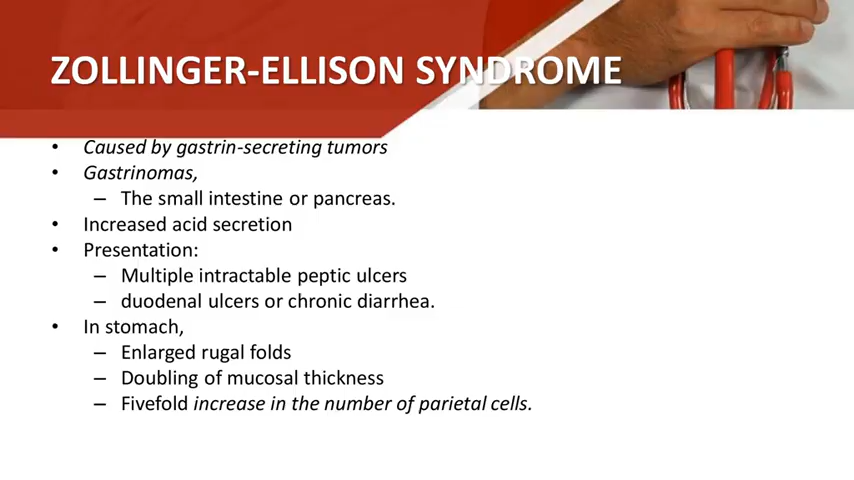 ZOLLINGER-ELLISON SYNDROME
• Caused by gastrin-secreting tumors
• Gastrinomas,
– The small intestine or pancreas.
• Increased acid secretion
• Presentation:
– Multiple intractable peptic ulcers
– duodenal ulcers or chronic diarrhea.
• In stomach,
– Enlarged rugal folds
– Doubling of mucosal thickness
– Fivefold increase in the number of parietal cells.